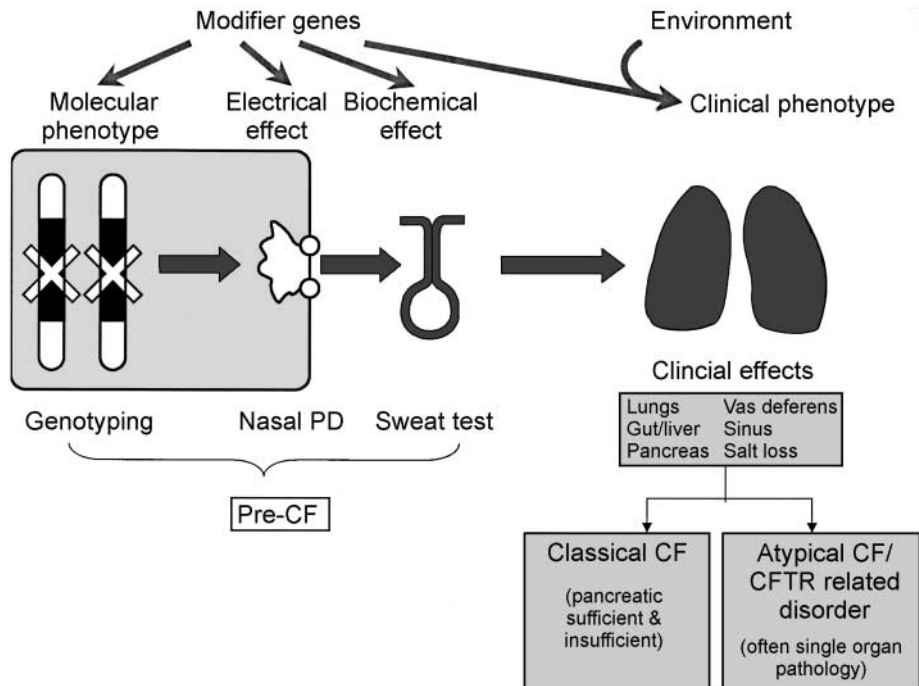 Modifier genes
Environment
Molecular
phenotype
Electrical
effect
Biochemical
effect
Clinical phenotype
Genotyping
Nasal PD
Sweat test
Pre-CF
Clincial effects
Lungs Vas deferens
Gut/liver Sinus
Pancreas Salt loss
Classical CF
(pancreatic
sufficient &
insufficient)
Atypical CF/
CFTR related
disorder
(often single organ
pathology)